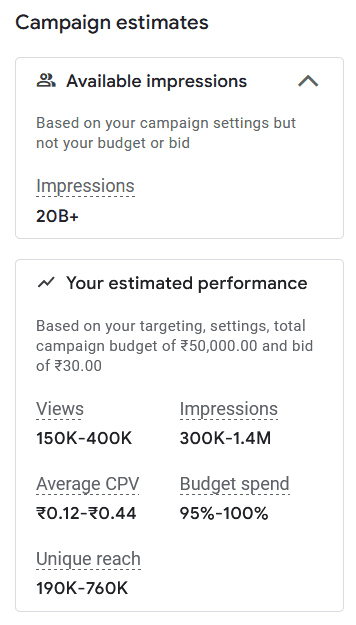 Campaign estimates
Available impressions
Based on your campaign settings but
not your budget or bid
Impressions
20B+
Your estimated performance
Based on your targeting, settings, total
campaign budget of ₹50,000.00 and bid
of ₹30.00
Views
Impressions
150K-400K
300K-1.4M
Average CPV
Budget spend
₹0.12-₹0.44
95%-100%
Unique reach
190K-760K